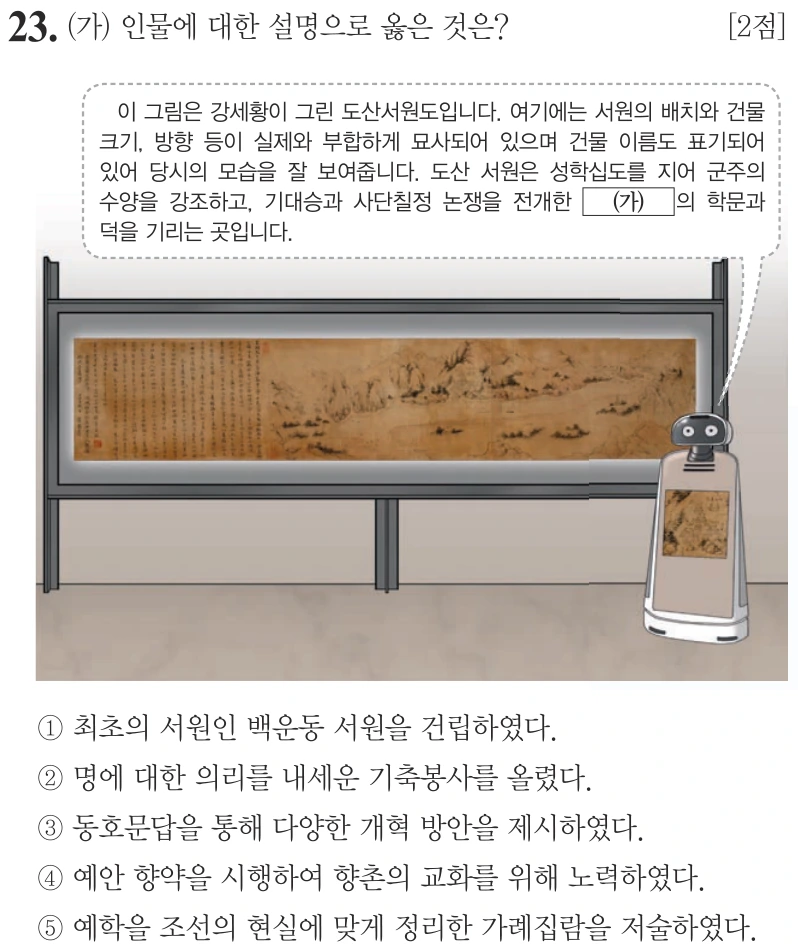 23. (가) 인물에 대한 설명으로 옳은 것은? [2점]
이 그림은 강세황이 그린 도산서원도입니다. 여기에는 서원의 배치와 건물
크기, 방향 등이 실제와 부합하게 묘사되어 있으며 건물 이름도 표기되어
있어 당시의 모습을 잘 보여줍니다. 도산 서원은 성학십도를 지어 군주의
수양을 강조하고, 기대승과 사단칠정 논쟁을 전개한 (가) 의 학문과
덕을 기리는 곳입니다.
① 최초의 서원인 백운동 서원을 건립하였다.
② 명에 대한 의리를 내세운 기축봉사를 올렸다.
③ 동호문답을 통해 다양한 개혁 방안을 제시하였다.
④ 예안 향약을 시행하여 향촌의 교화를 위해 노력하였다.
⑤ 예학을 조선의 현실에 맞게 정리한 가례집람을 저술하였다.